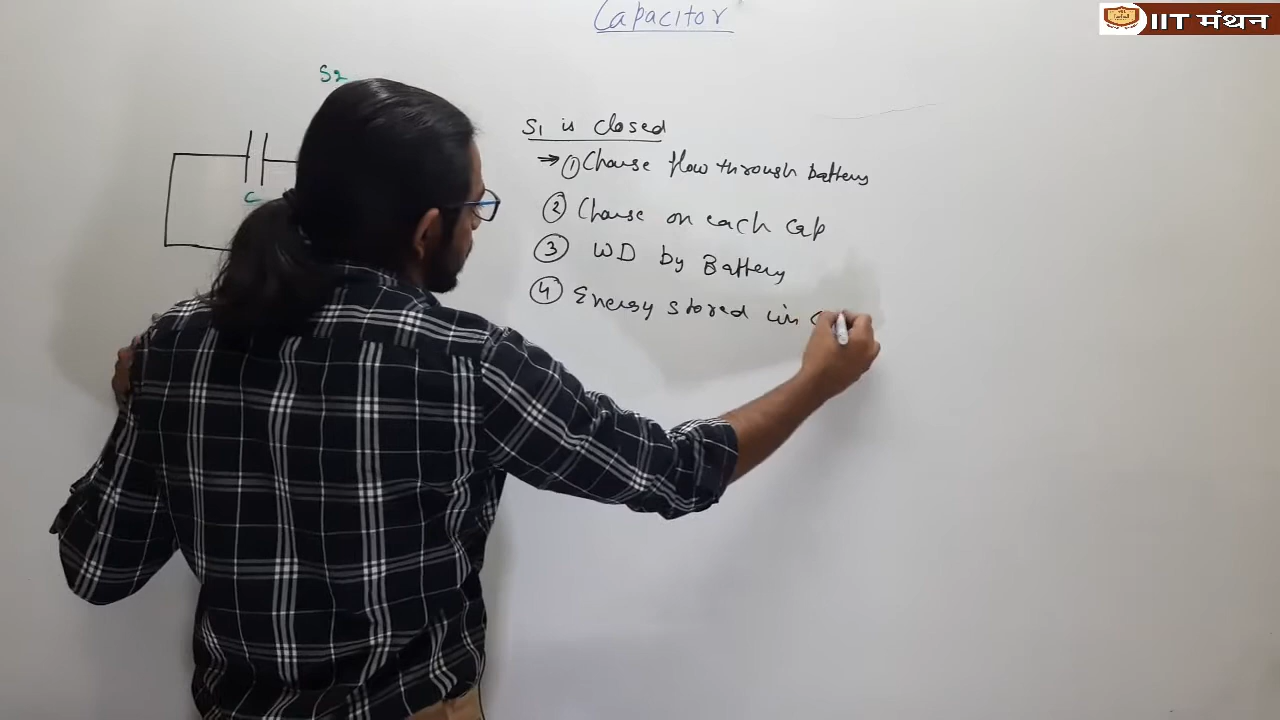 Capacitor
IIT मंथन
S2
S1 is closed
→ ① Charge flow through battery
② Charge on each cap
C
③ WD by Battery
④ Energy stored in